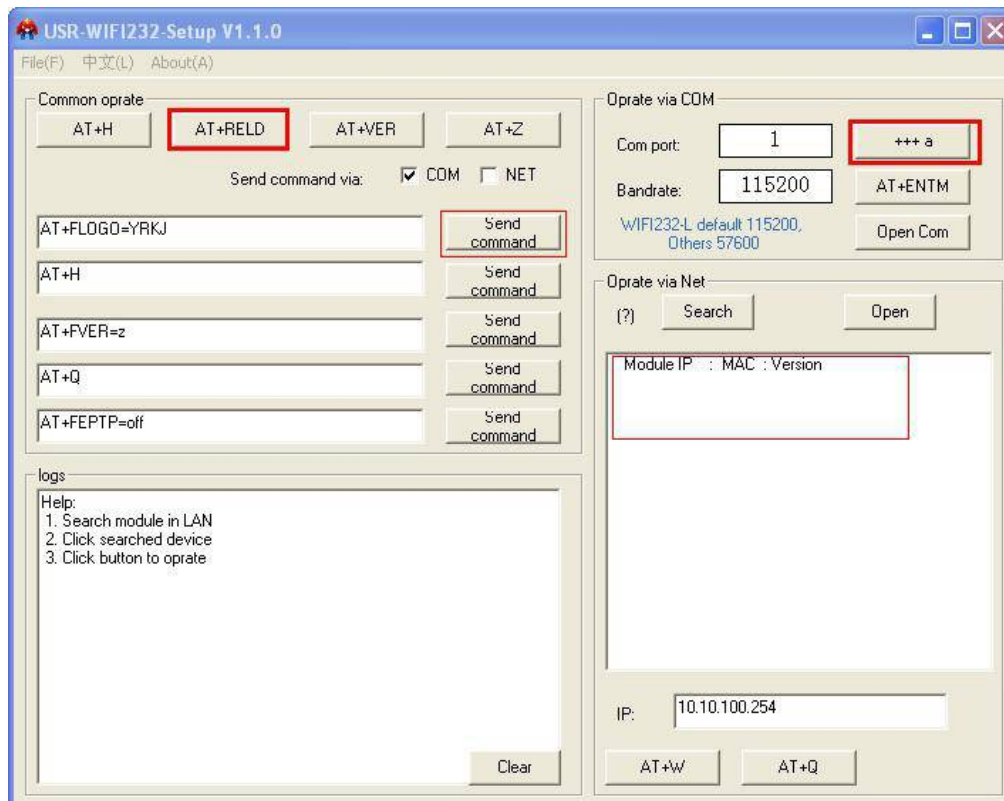 USR-WIFI232-Setup V1.1.0
File(F) 中文(L) About(A)
Common oprate
AT+H AT+RELD AT+VER AT+Z
Send command via: COM NET
AT+FLOGO=YRKJ Send command
AT+H Send command
AT+FVER=z Send command
AT+Q Send command
AT+FEPTP=off Send command
logs
Help:
1. Search module in LAN
2. Click searched device
3. Click button to oprate
Clear
Oprate via COM
Com port: 1 +++ a
Bandrate: 115200 AT+ENTM
WIFI232-L default 115200,
Others 57600
Open Com
Oprate via Net
(?) Search Open
Module IP : MAC : Version
IP: 10.10.100.254
AT+W AT+Q